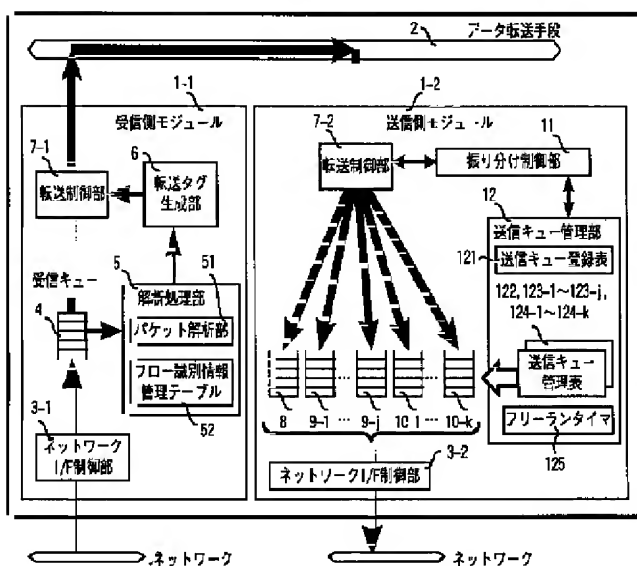 2
データ転送手段
1-1
受信側モジュール
7-1
転送制御部
6
転送タグ
生成部
受信キュー
4
5
解析処理部
51
パケット解析部
フロー識別情報
管理テーブル
52
3-1
ネットワーク
I/F制御部
ネットワーク
1-2
送信側モジュール
7-2
転送制御部
11
振り分け制御部
12
送信キュー管理部
121
送信キュー登録表
122, 123-1～123-j,
124-1～124-k
送信キュー
管理表
フリーランタイマ
125
8 9-1 … 9-j 10-1 … 10-k
3-2
ネットワークI/F制御部
ネットワーク